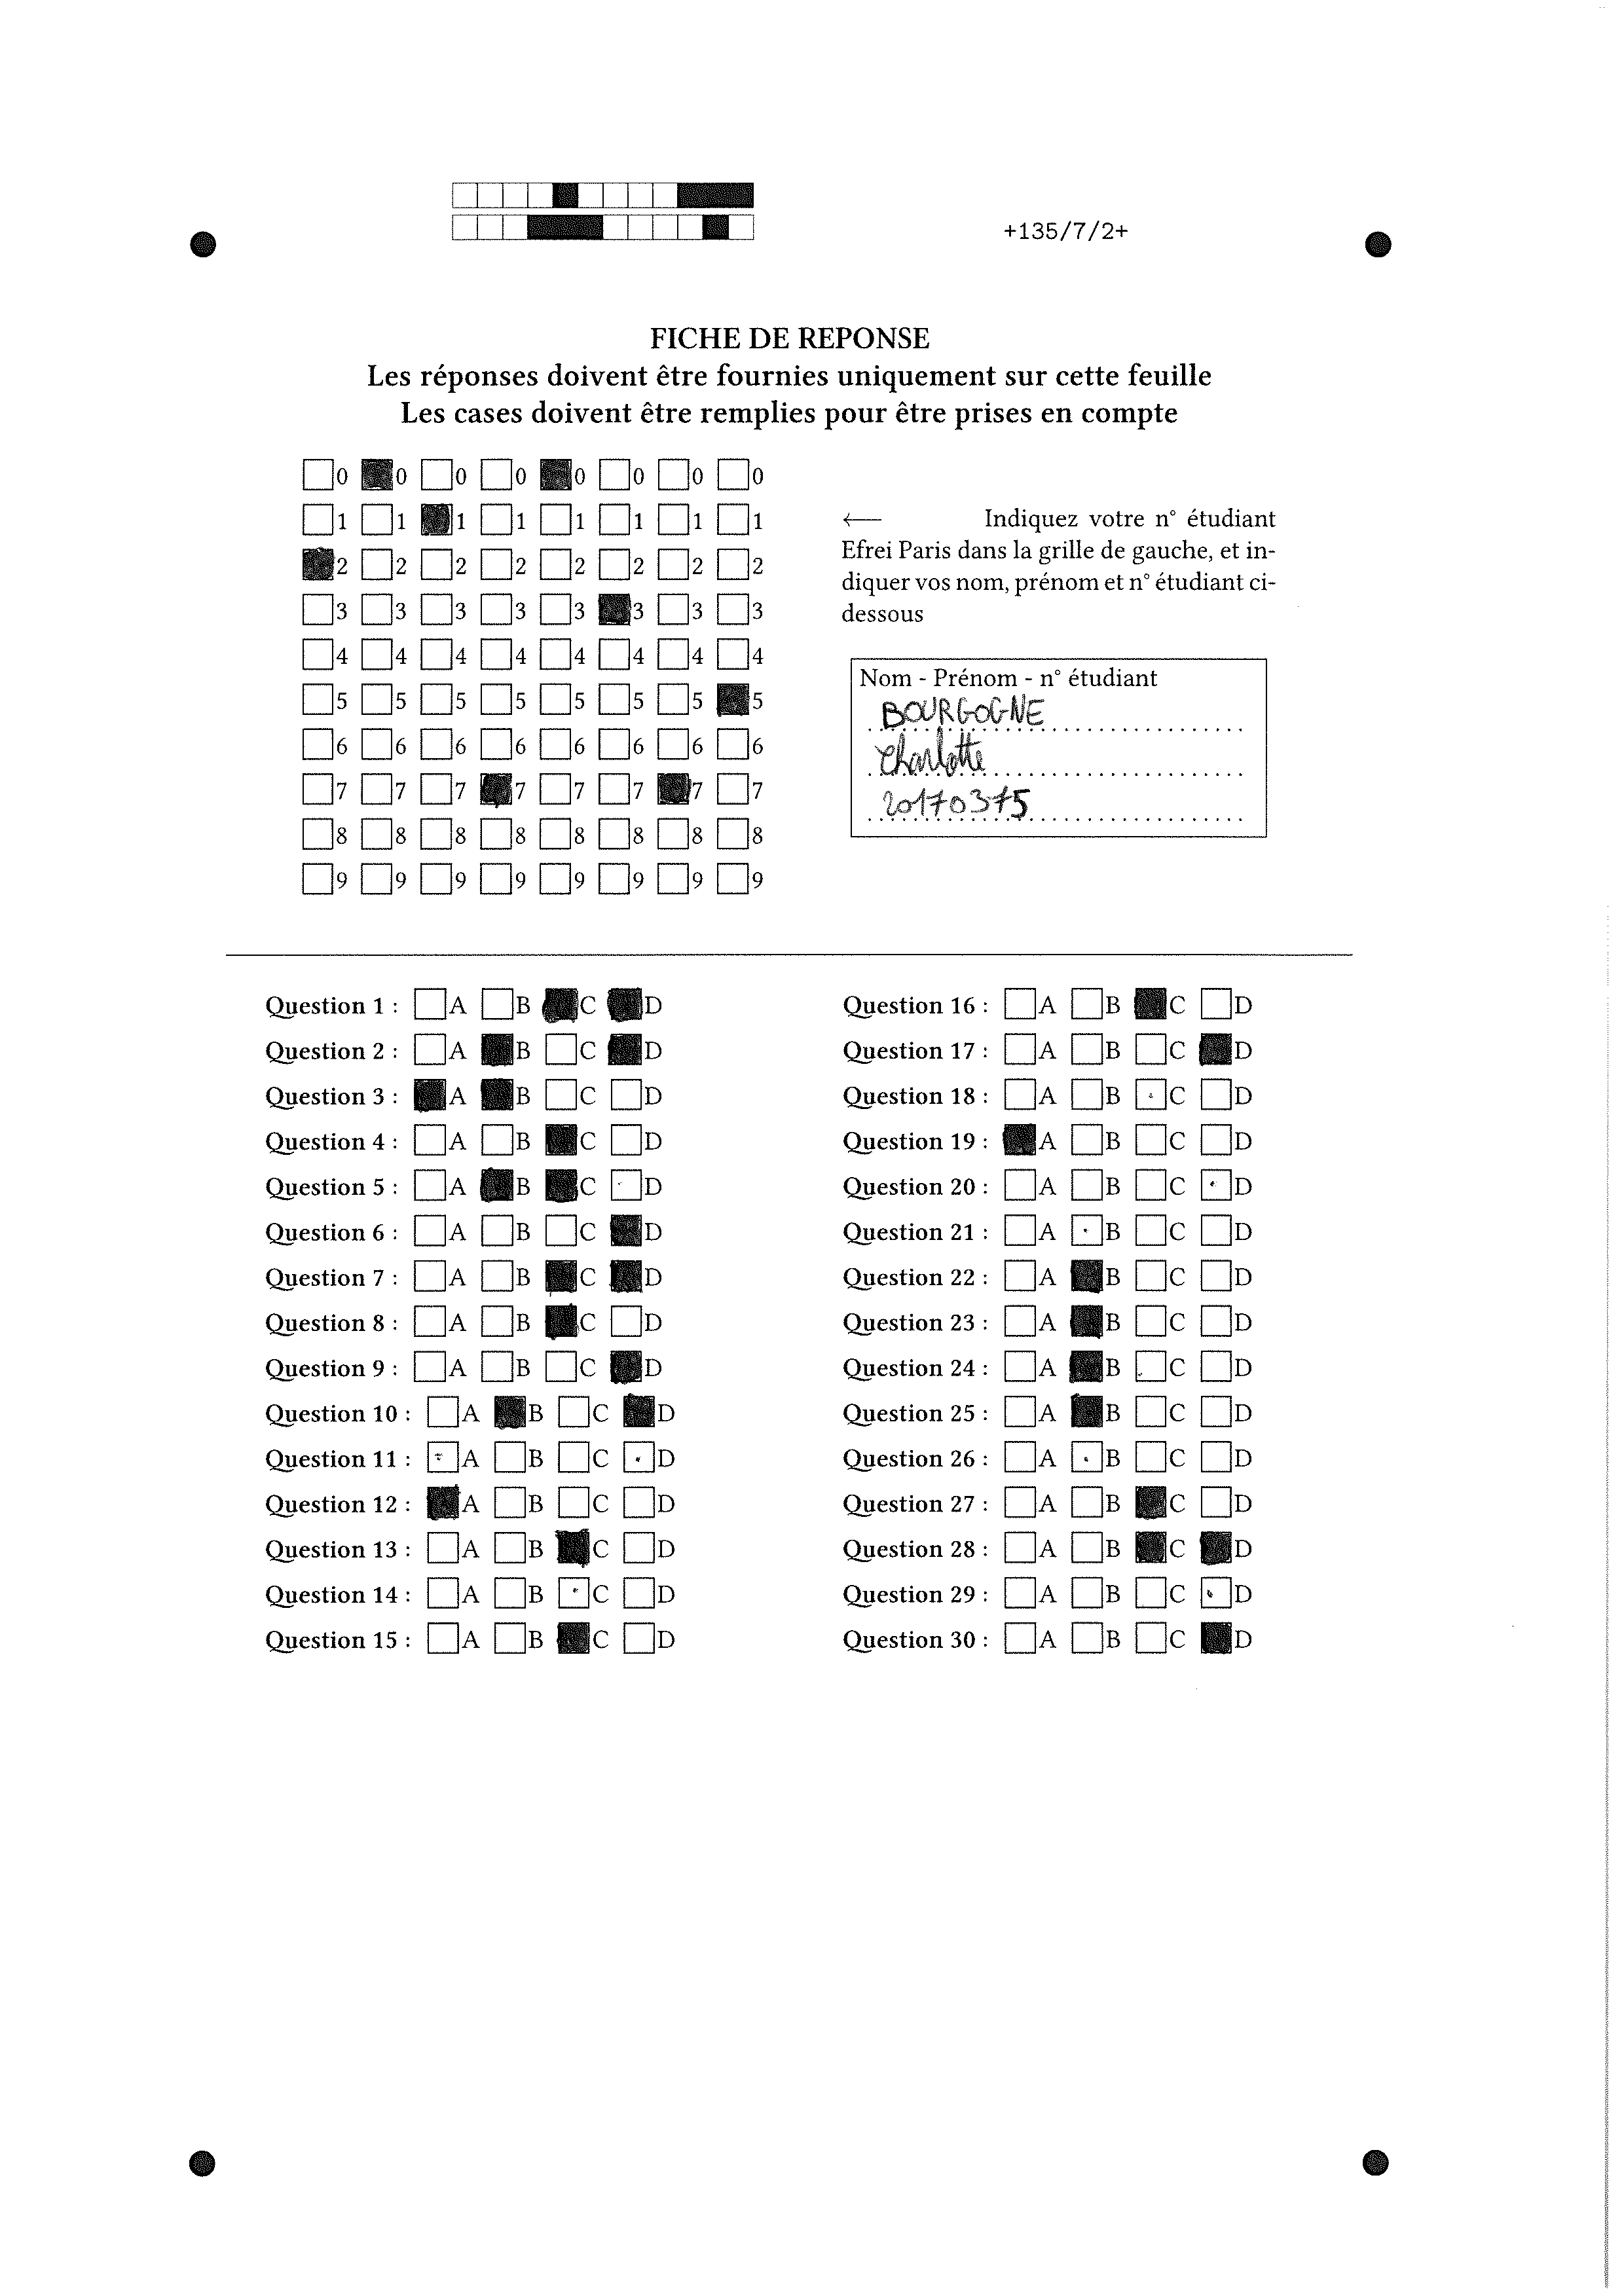 +135/7/2+
FICHE DE REPONSE
Les réponses doivent être fournies uniquement sur cette feuille
Les cases doivent être remplies pour être prises en compte
0 0 0 0 0 0 0 0
1 1 1 1 1 1 1 1
2 2 2 2 2 2 2 2
3 3 3 3 3 3 3 3
4 4 4 4 4 4 4 4
5 5 5 5 5 5 5 5
6 6 6 6 6 6 6 6
7 7 7 7 7 7 7 7
8 8 8 8 8 8 8 8
9 9 9 9 9 9 9 9
← Indiquez votre n° étudiant
Efrei Paris dans la grille de gauche, et in-
diquer vos nom, prénom et n° étudiant ci-
dessous
Nom - Prénom - n° étudiant
BOURGOGNE
Charlotte
20170375
Question 1 : A B C D
Question 2 : A B C D
Question 3 : A B C D
Question 4 : A B C D
Question 5 : A B C D
Question 6 : A B C D
Question 7 : A B C D
Question 8 : A B C D
Question 9 : A B C D
Question 10 : A B C D
Question 11 : A B C D
Question 12 : A B C D
Question 13 : A B C D
Question 14 : A B C D
Question 15 : A B C D
Question 16 : A B C D
Question 17 : A B C D
Question 18 : A B C D
Question 19 : A B C D
Question 20 : A B C D
Question 21 : A B C D
Question 22 : A B C D
Question 23 : A B C D
Question 24 : A B C D
Question 25 : A B C D
Question 26 : A B C D
Question 27 : A B C D
Question 28 : A B C D
Question 29 : A B C D
Question 30 : A B C D